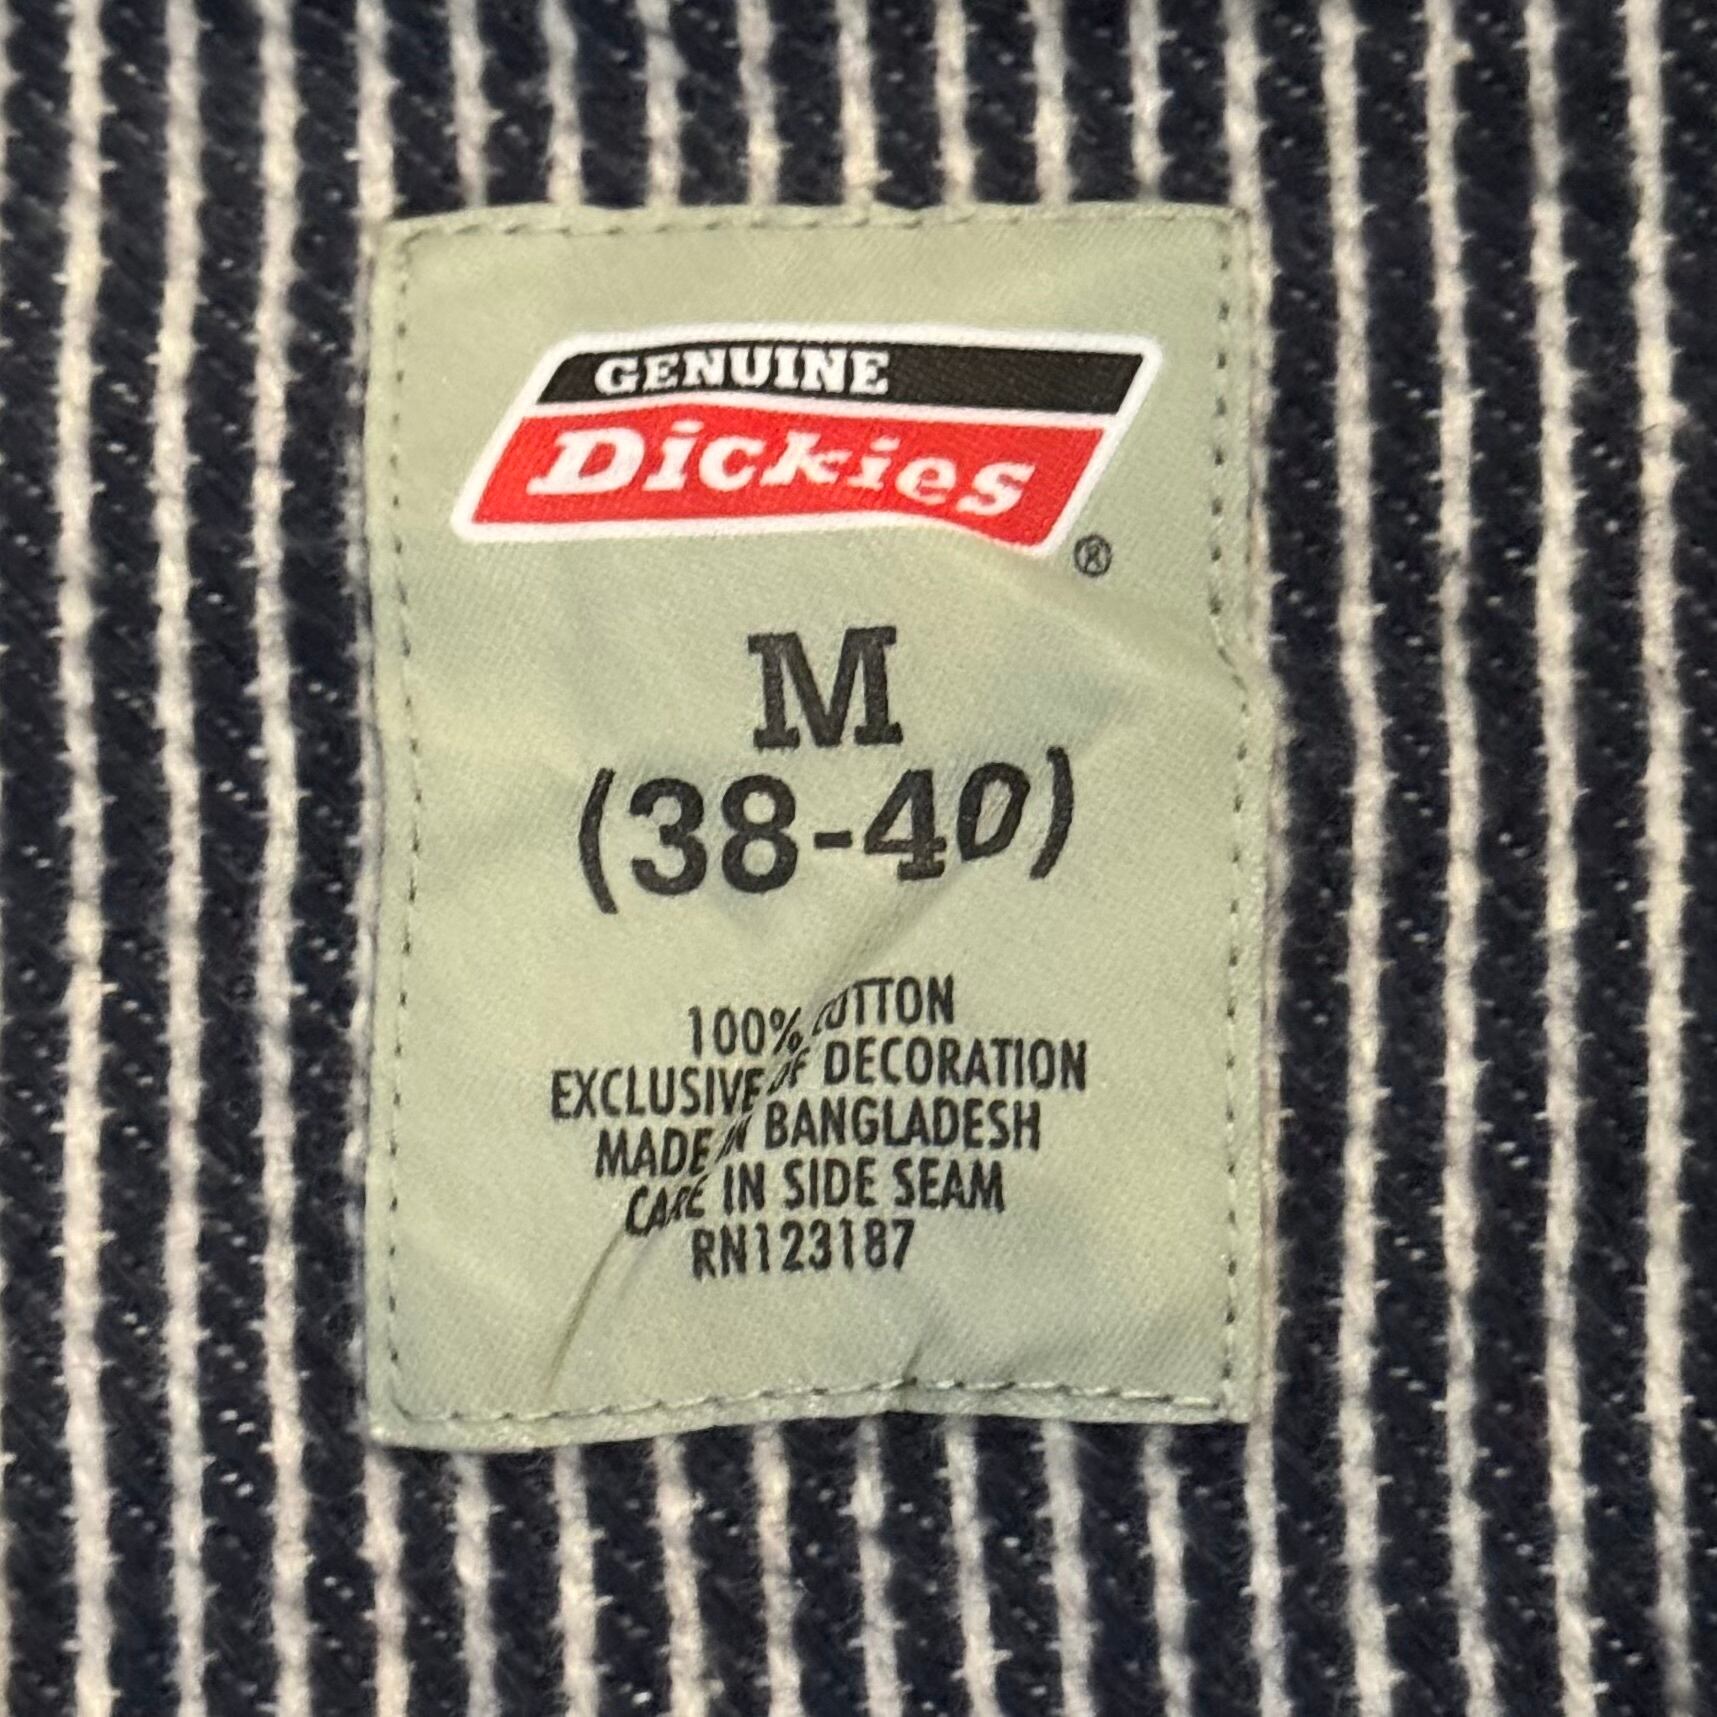 GENUINE
Dickies
®
M
(38-40)
100% COTTON
EXCLUSIVE OF DECORATION
MADE IN BANGLADESH
CARE IN SIDE SEAM
RN123187